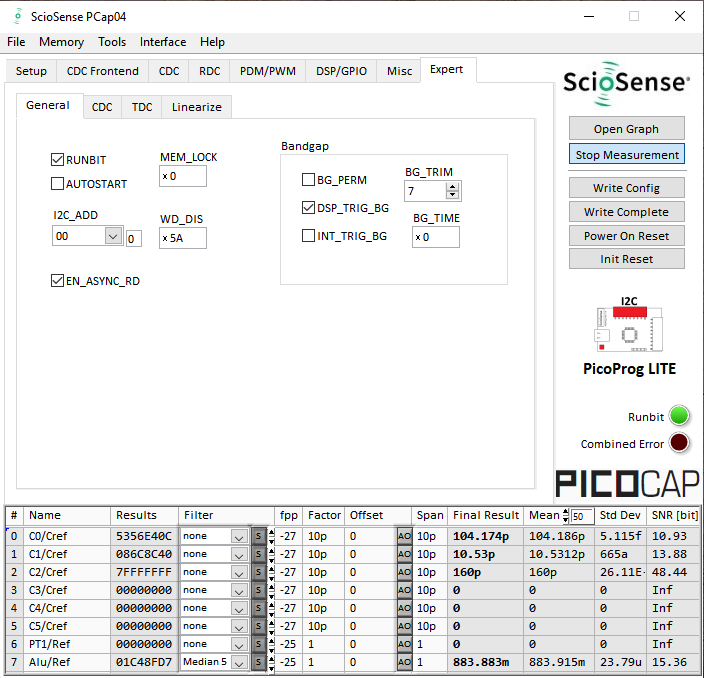 ScioSense PCap04
File Memory Tools Interface Help
Setup CDC Frontend CDC RDC PDM/PWM DSP/GPIO Misc Expert
General CDC TDC Linearize
RUNBIT
AUTOSTART
MEM_LOCK
x 0
I2C_ADD
00 0
WD_DIS
x 5A
EN_ASYNC_RD
Bandgap
BG_PERM
DSP_TRIG_BG
INT_TRIG_BG
BG_TRIM
7
BG_TIME
x 0
ScioSense
Open Graph
Stop Measurement
Write Config
Write Complete
Power On Reset
Init Reset
I2C
PicoProg LITE
Runbit
Combined Error
PICOCAP
# Name Results Filter fpp Factor Offset Span Final Result Mean 50 Std Dev SNR [bit]
0 C0/Cref 5356E40C none S -27 10p 0 AO 10p 104.174p 104.186p 5.115f 10.93
1 C1/Cref 086C8C40 none S -27 10p 0 AO 10p 10.53p 10.5312p 665a 13.88
2 C2/Cref 7FFFFFFF none S -27 10p 0 AO 10p 160p 160p 26.11E- 48.44
3 C3/Cref 00000000 none S -27 10p 0 AO 10p 0 0 0 Inf
4 C4/Cref 00000000 none S -27 10p 0 AO 10p 0 0 0 Inf
5 C5/Cref 00000000 none S -27 10p 0 AO 10p 0 0 0 Inf
6 PT1/Ref 00000000 none S -25 1 0 AO 1 0 0 0 Inf
7 Alu/Ref 01C48FD7 Median 5 S -25 1 0 AO 1 883.883m 883.915m 23.79u 15.36